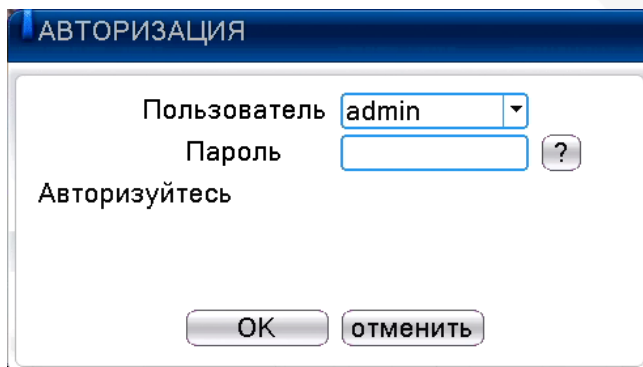 АВТОРИЗАЦИЯ
Пользователь admin
Пароль ?
Авторизуйтесь
OK отменить